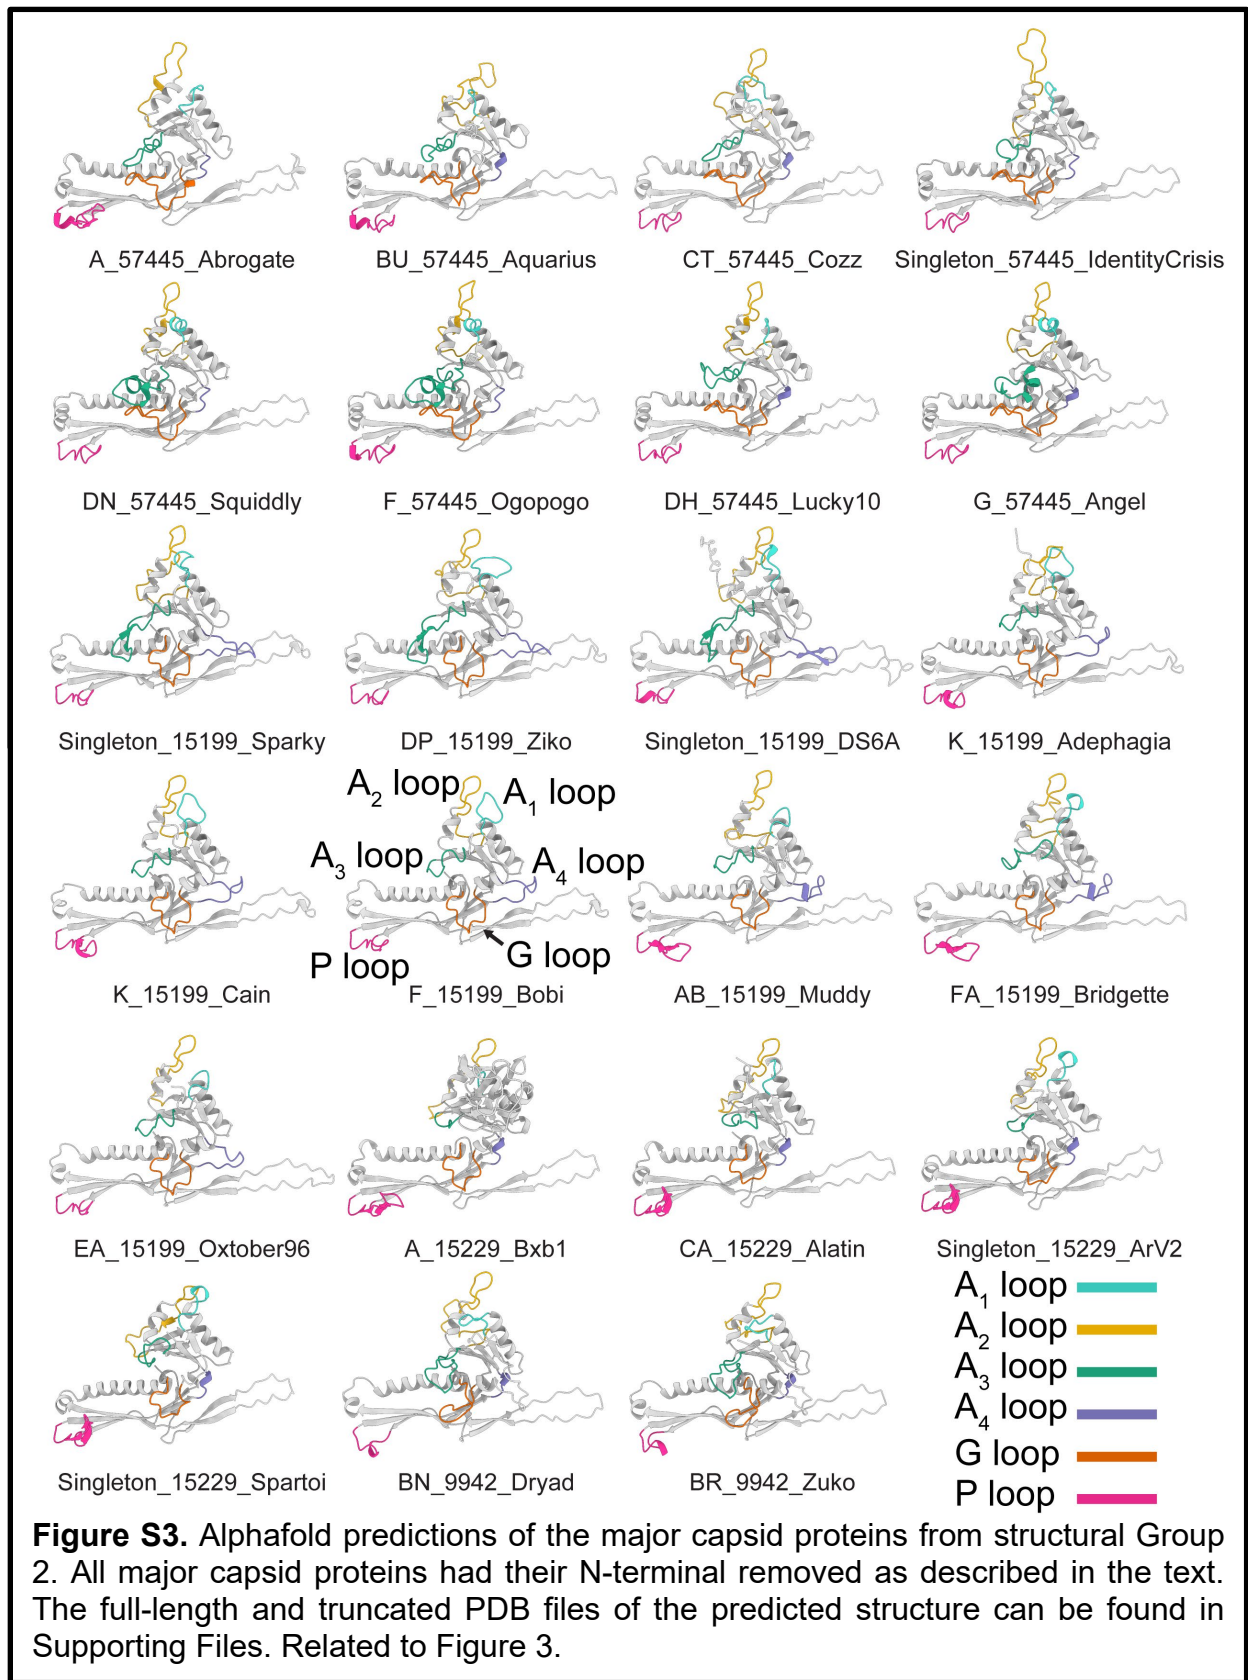 A_57445_Abrogate BU_57445_Aquarius CT_57445_Cozz Singleton_57445_IdentityCrisis
DN_57445_Squiddly F_57445_Ogopogo DH_57445_Lucky10 G_57445_Angel
Singleton_15199_Sparky DP_15199_Ziko Singleton_15199_DS6A K_15199_Adephagia
A2 loop A1 loop
A3 loop A4 loop
P loop G loop
K_15199_Cain F_15199_Bobi AB_15199_Muddy FA_15199_Bridgette
EA_15199_Oxtober96 A_15229_Bxb1 CA_15229_Alatin Singleton_15229_ArV2
Singleton_15229_Spartoi BN_9942_Dryad BR_9942_Zuko
A1 loop
A2 loop
A3 loop
A4 loop
G loop
P loop
Figure S3. Alphafold predictions of the major capsid proteins from structural Group
2. All major capsid proteins had their N-terminal removed as described in the text.
The full-length and truncated PDB files of the predicted structure can be found in
Supporting Files. Related to Figure 3.